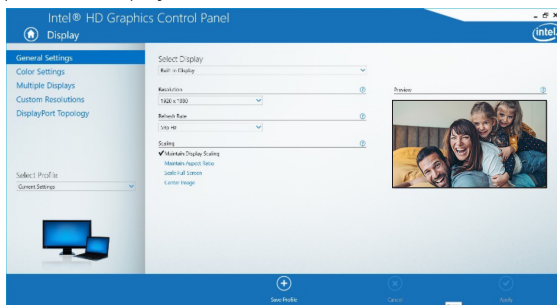 Intel® HD Graphics Control Panel
Display
intel
General Settings
Color Settings
Multiple Displays
Custom Resolutions
DisplayPort Topology
Select Profile
Current Settings
Select Display
Built-in Display
Resolution
1920 x 1080
Refresh Rate
Scaling
Maintain Display Scaling
Maintain Aspect Ratio
Scale Full Screen
Center Image
Preview
Save Profile
Cancel
Apply